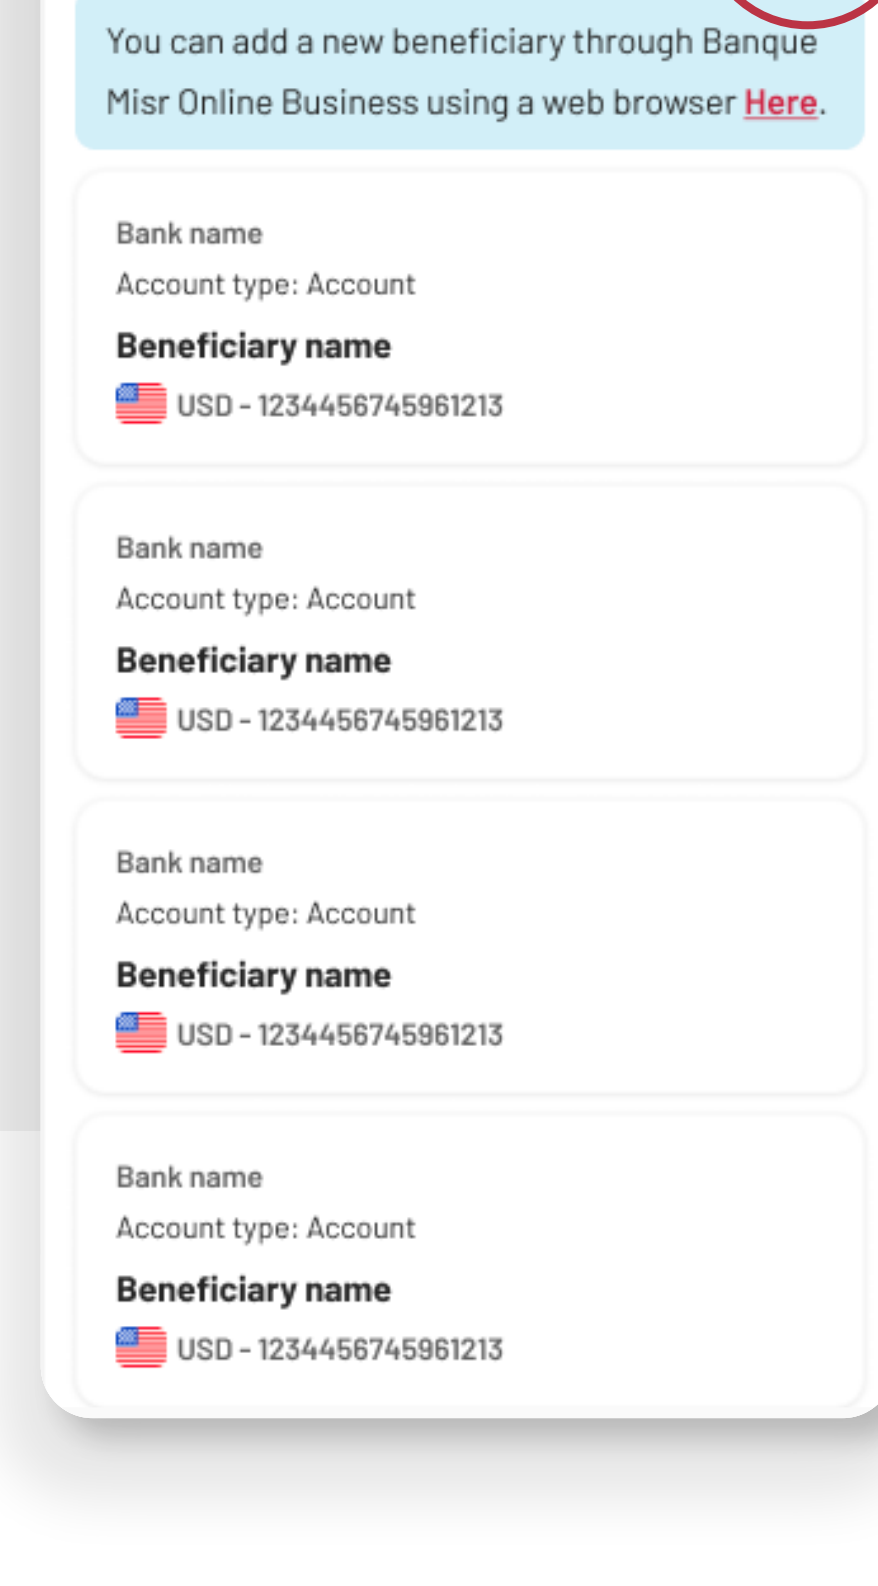 You can add a new beneficiary through Banque
Misr Online Business using a web browser Here.
Bank name
Account type: Account
Beneficiary name
USD - 1234456745961213
Bank name
Account type: Account
Beneficiary name
USD - 1234456745961213
Bank name
Account type: Account
Beneficiary name
USD - 1234456745961213
Bank name
Account type: Account
Beneficiary name
USD - 1234456745961213